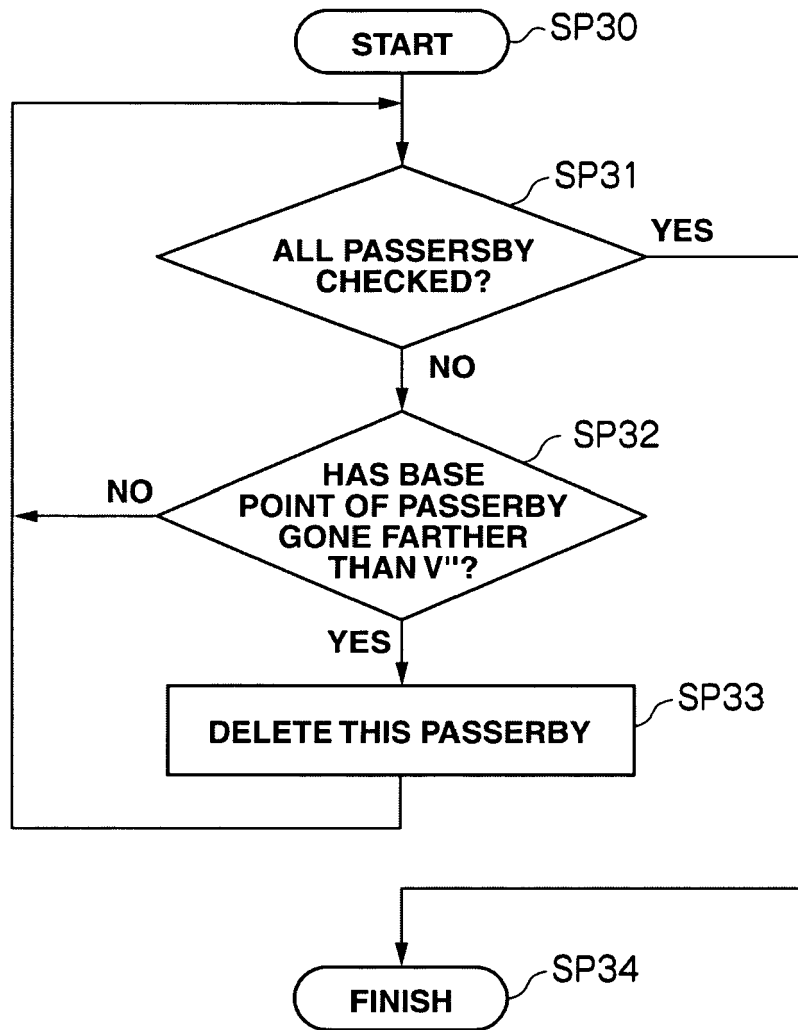 START
SP30
SP31
ALL PASSERSBY
CHECKED?
YES
NO
SP32
HAS BASE
POINT OF PASSERBY
GONE FARTHER
THAN V"?
NO
YES
SP33
DELETE THIS PASSERBY
SP34
FINISH